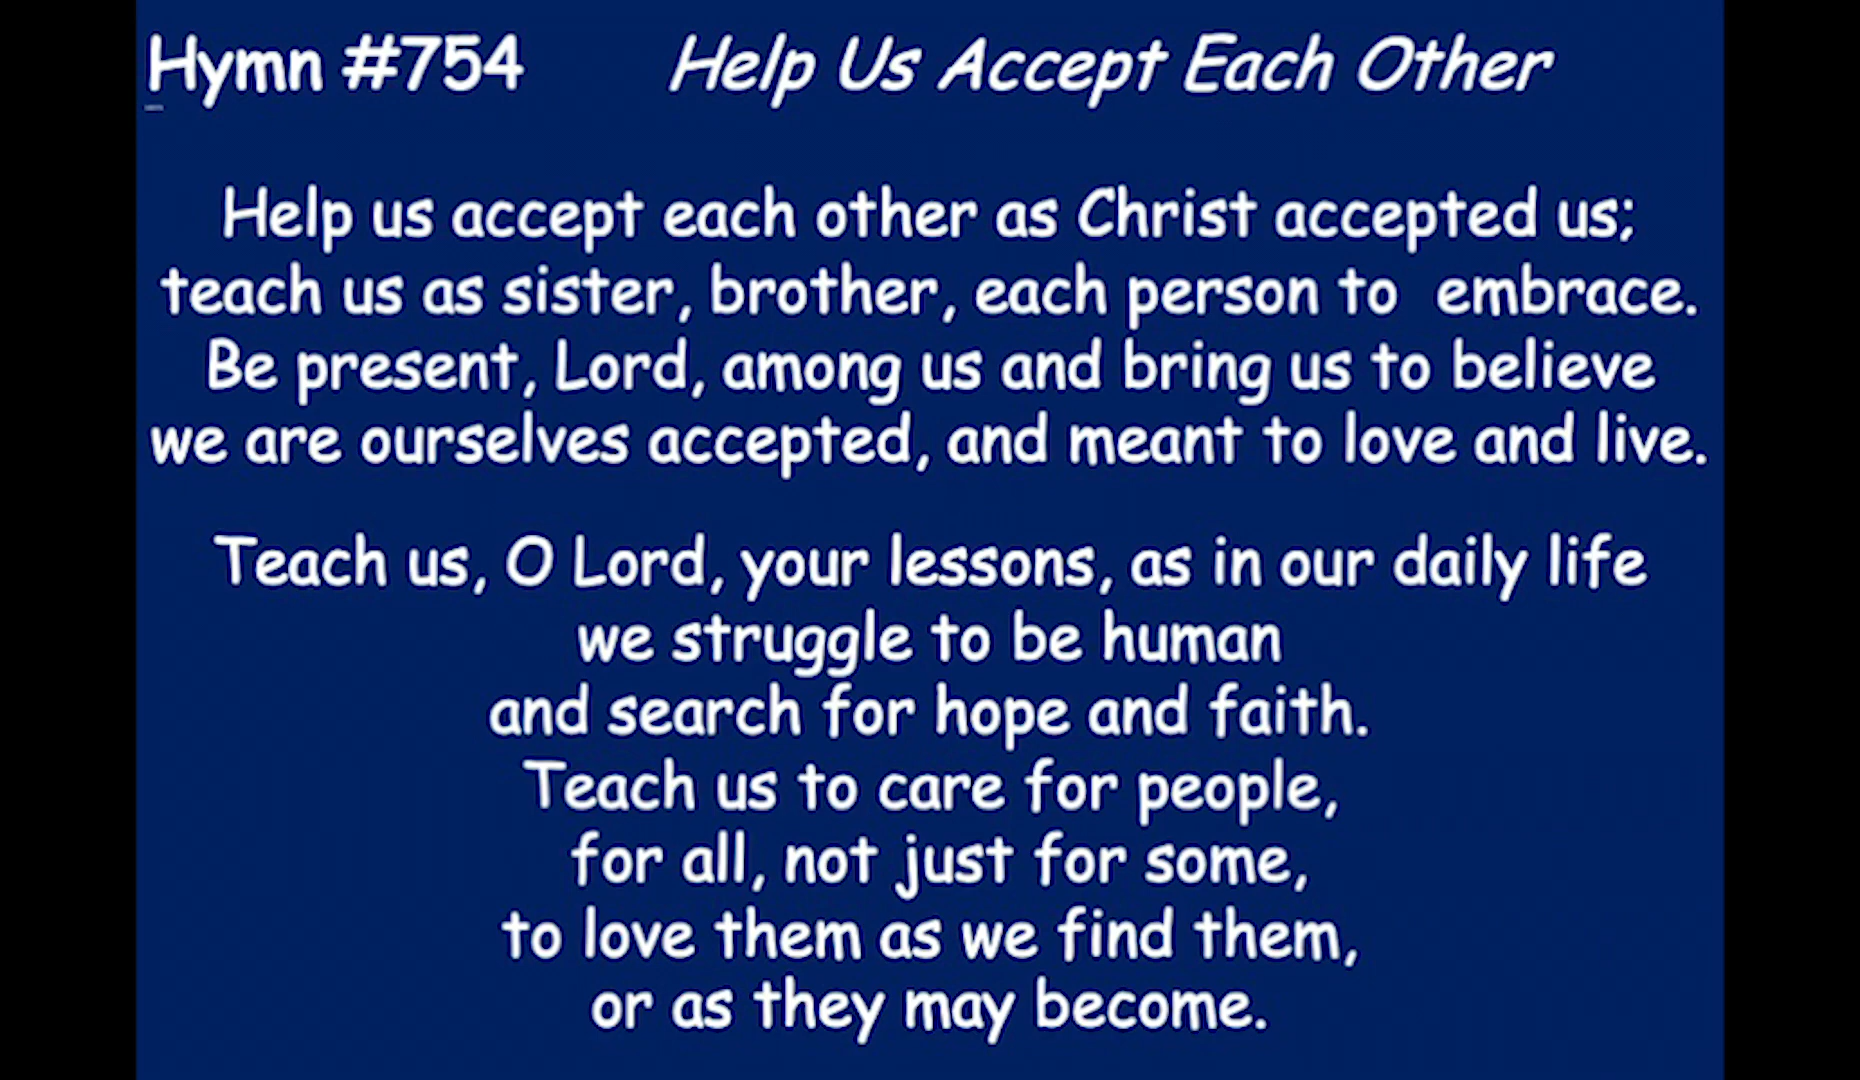 Hymn #754 Help Us Accept Each Other
Help us accept each other as Christ accepted us;
teach us as sister, brother, each person to embrace.
Be present, Lord, among us and bring us to believe
we are ourselves accepted, and meant to love and live.
Teach us, O Lord, your lessons, as in our daily life
we struggle to be human
and search for hope and faith.
Teach us to care for people,
for all, not just for some,
to love them as we find them,
or as they may become.